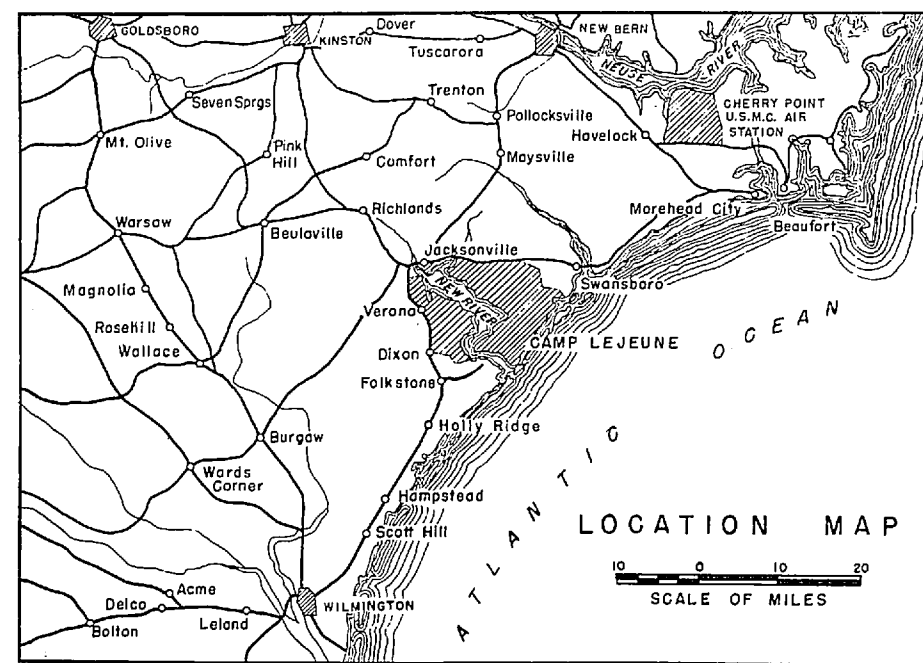 GOLDSBORO
KINSTON
Dover
Tuscarora
NEW BERN
NEUSE RIVER
Seven Sprgs
Trenton
CHERRY POINT
U.S.M.C. AIR
STATION
Pollocksville
Havelock
Mt. Olive
Pink
Hill
Comfort
Maysville
Richlands
Morehead City
Beaufort
Warsaw
Beulaville
Jacksonville
Swansboro
Magnolia
NEW RIVER
Verona
Rosehill
Wallace
CAMP LEJEUNE
Dixon
Folkstone
ATLANTIC OCEAN
Holly Ridge
Burgaw
Wards
Corner
Hampstead
Scott Hill
LOCATION MAP
10 0 10 20
SCALE OF MILES
Acme
Delco
Leland
Bolton
WILMINGTON